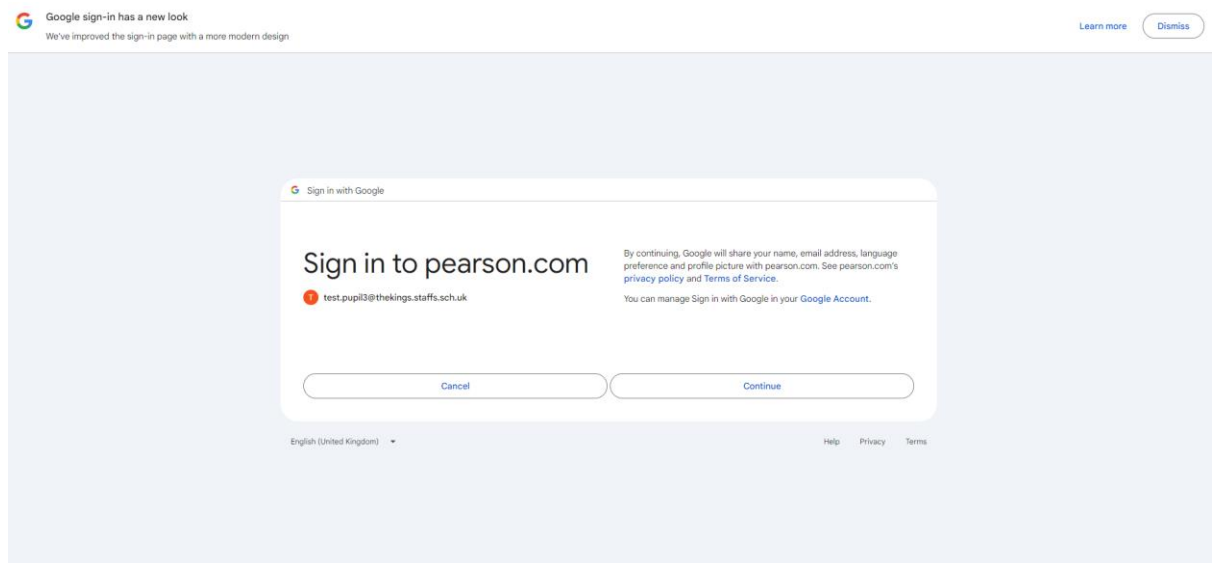 Google sign-in has a new look
We've improved the sign-in page with a more modern design
Learn more
Dismiss
Sign in with Google
Sign in to pearson.com
T
test.pupil3@thekings.staffs.sch.uk
By continuing, Google will share your name, email address, language
preference and profile picture with pearson.com. See pearson.com's
privacy policy and Terms of Service.
You can manage Sign in with Google in your Google Account.
Cancel
Continue
English (United Kingdom)
Help
Privacy
Terms